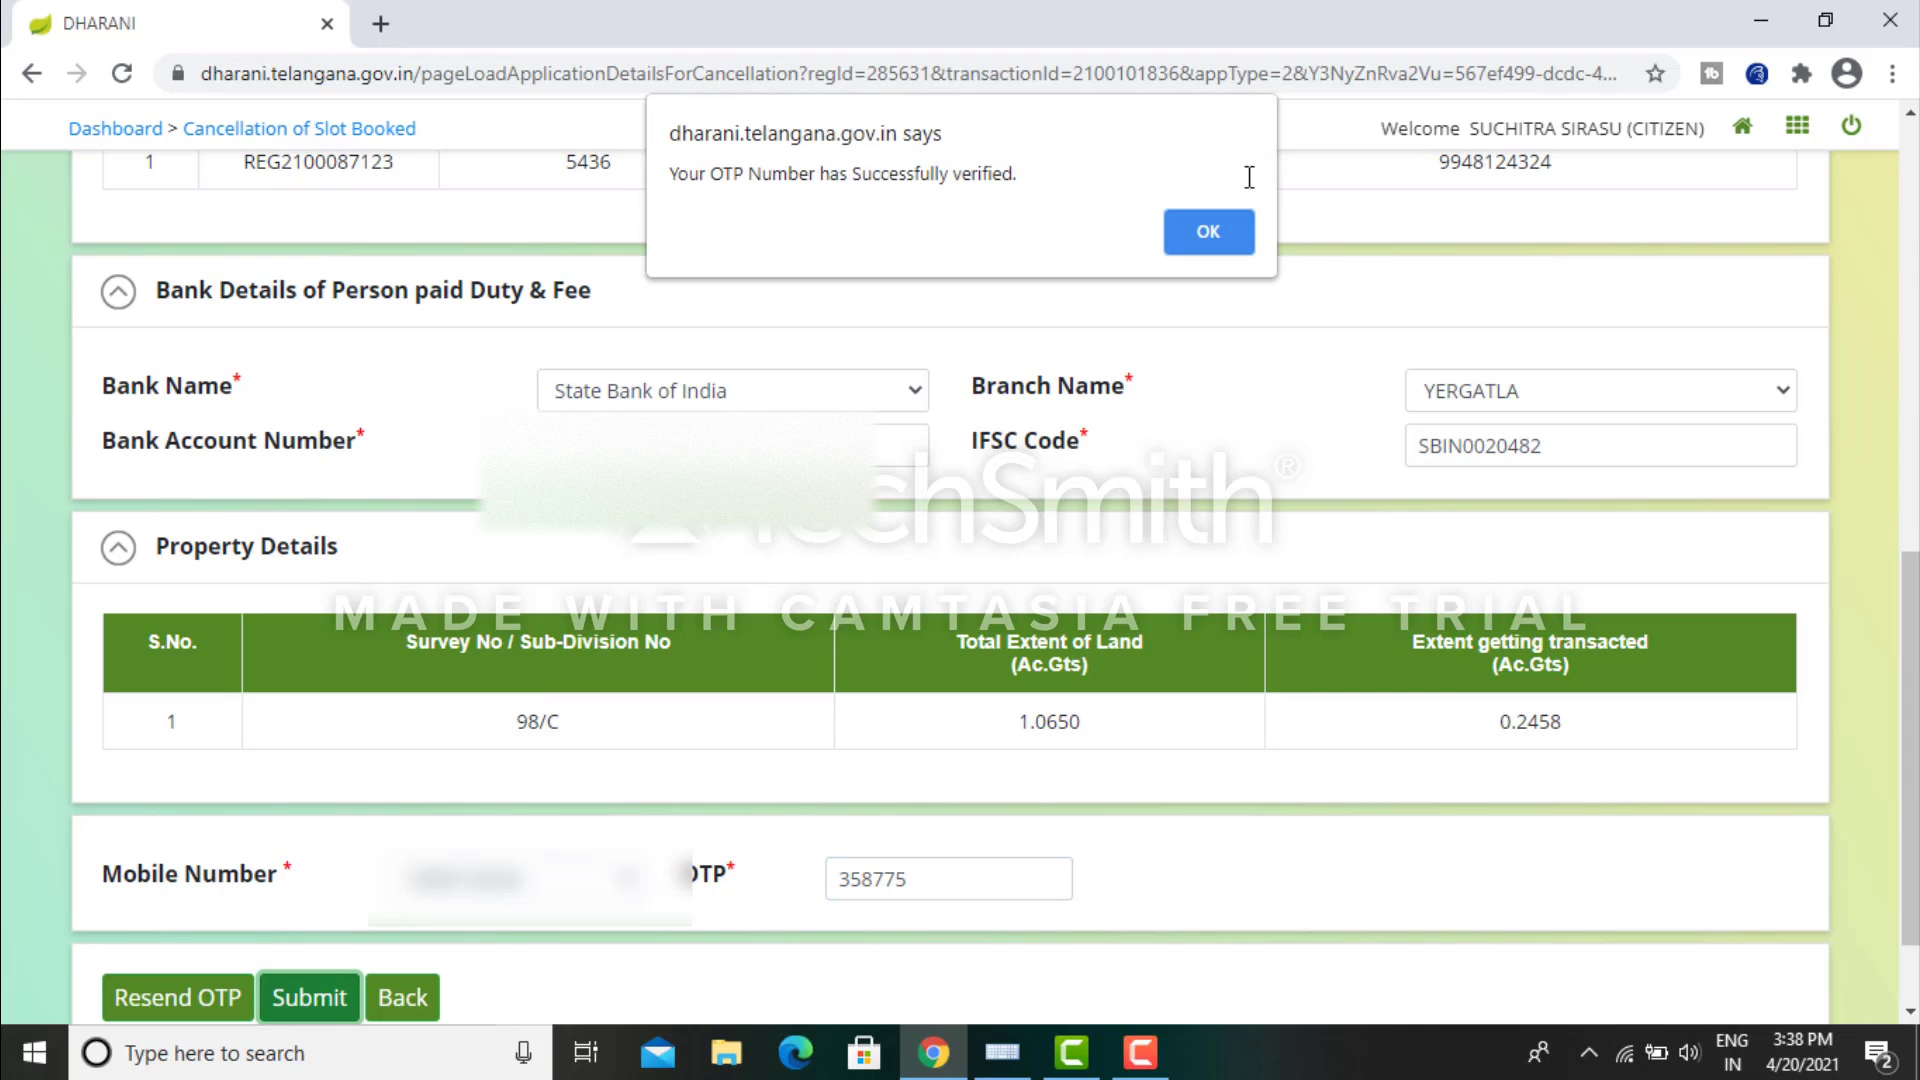 DHARANI
dharani.telangana.gov.in/pageLoadApplicationDetailsForCancellation?regId=285631&transactionId=2100101836&appType=2&Y3NyZnRva2Vu=567ef499-dcdc-4...
Dashboard > Cancellation of Slot Booked
Welcome SUCHITRA SIRASU (CITIZEN)
dharani.telangana.gov.in says
Your OTP Number has Successfully verified.
OK
1 REG2100087123 5436 9948124324
Bank Details of Person paid Duty & Fee
Bank Name* State Bank of India Branch Name* YERGATLA
Bank Account Number* IFSC Code* SBIN0020482
TechSmith®
Property Details
MADE WITH CAMTASIA FREE TRIAL
S.No. Survey No / Sub-Division No Total Extent of Land (Ac.Gts) Extent getting transacted (Ac.Gts)
1 98/C 1.0650 0.2458
Mobile Number * OTP* 358775
Resend OTP Submit Back
Type here to search
ENG
IN
3:38 PM
4/20/2021
2